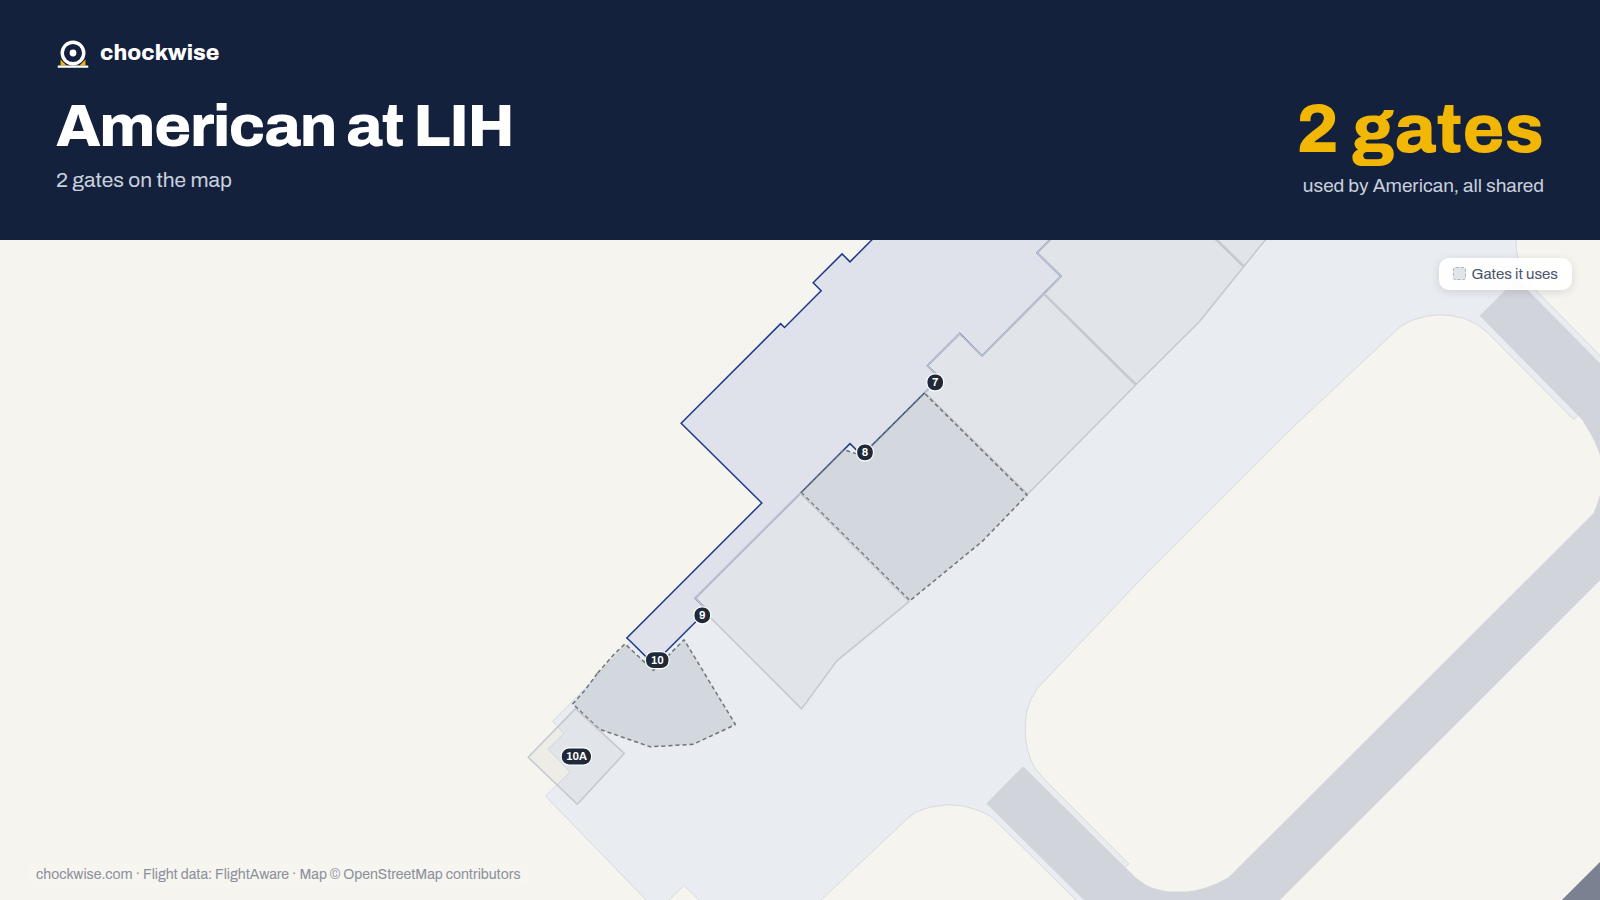 chockwise
American at LIH
2 gates on the map
2 gates
used by American, all shared
Gates it uses
7
8
9
10
10A
chockwise.com · Flight data: FlightAware · Map © OpenStreetMap contributors